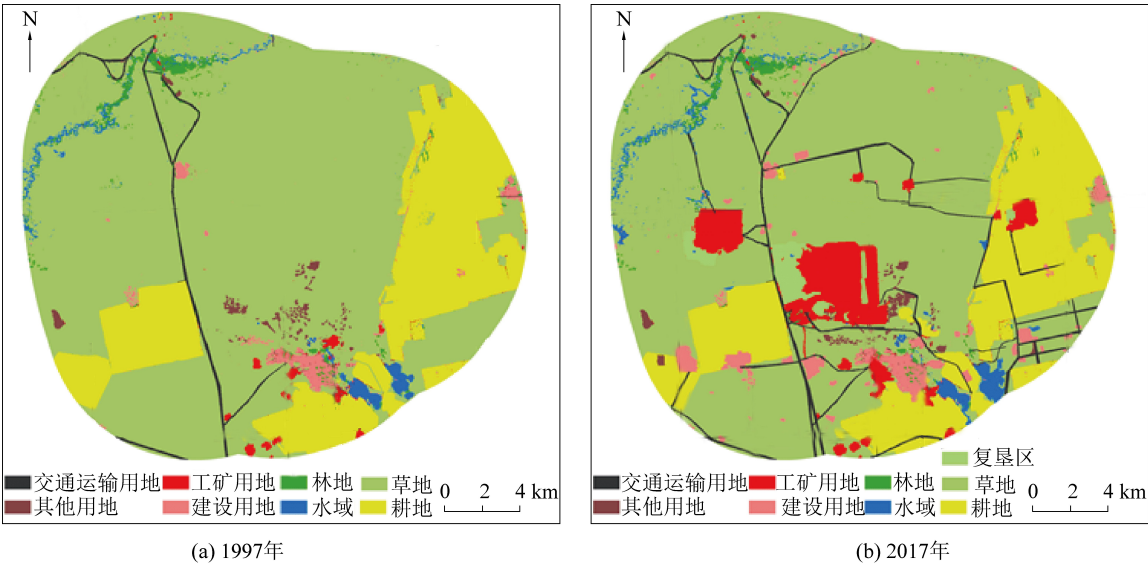 N
交通运输用地 工矿用地 林地 草地
其他用地 建设用地 水域 耕地
0 2 4 km
(a) 1997年
N
复垦区
交通运输用地 工矿用地 林地 草地
其他用地 建设用地 水域 耕地
0 2 4 km
(b) 2017年